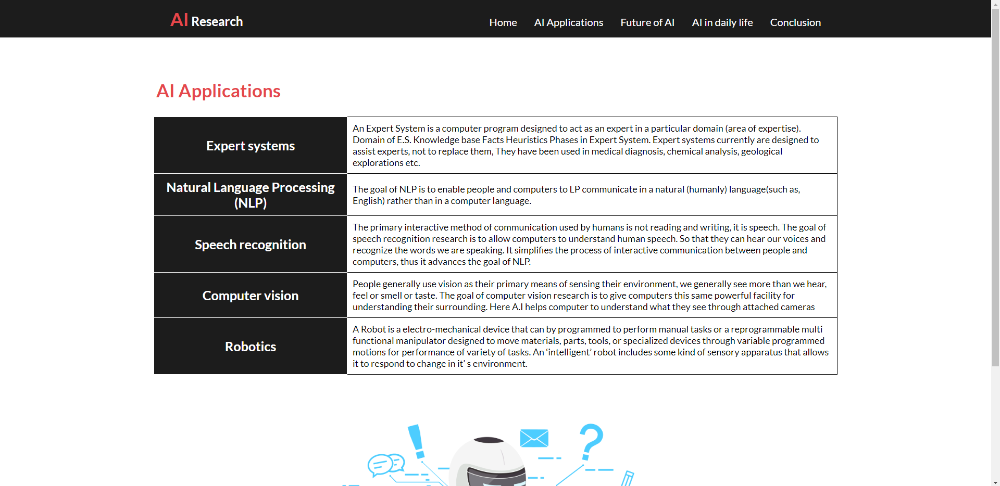 AI Research
Home AI Applications Future of AI AI in daily life Conclusion
AI Applications
Expert systems
An Expert System is a computer program designed to act as an expert in a particular domain (area of expertise).
Domain of E.S. Knowledge base Facts Heuristics Phases in Expert System. Expert systems currently are designed to
assist experts, not to replace them, They have been used in medical diagnosis, chemical analysis, geological
explorations etc.
Natural Language Processing
(NLP)
The goal of NLP is to enable people and computers to LP communicate in a natural (humanly) language(such as,
English) rather than in a computer language.
Speech recognition
The primary interactive method of communication used by humans is not reading and writing, it is speech. The goal of
speech recognition research is to allow computers to understand human speech. So that they can hear our voices and
recognize the words we are speaking. It simplifies the process of interactive communication between people and
computers, thus it advances the goal of NLP.
Computer vision
People generally use vision as their primary means of sensing their environment, we generally see more than we hear,
feel or smell or taste. The goal of computer vision research is to give computers this same powerful facility for
understanding their surrounding. Here A.I helps computer to understand what they see through attached cameras
Robotics
A Robot is a electro-mechanical device that can by programmed to perform manual tasks or a reprogrammable multi
functional manipulator designed to move materials, parts, tools, or specialized devices through variable programmed
motions for performance of variety of tasks. An ‘intelligent’ robot includes some kind of sensory apparatus that allows
it to respond to change in it’ s environment.